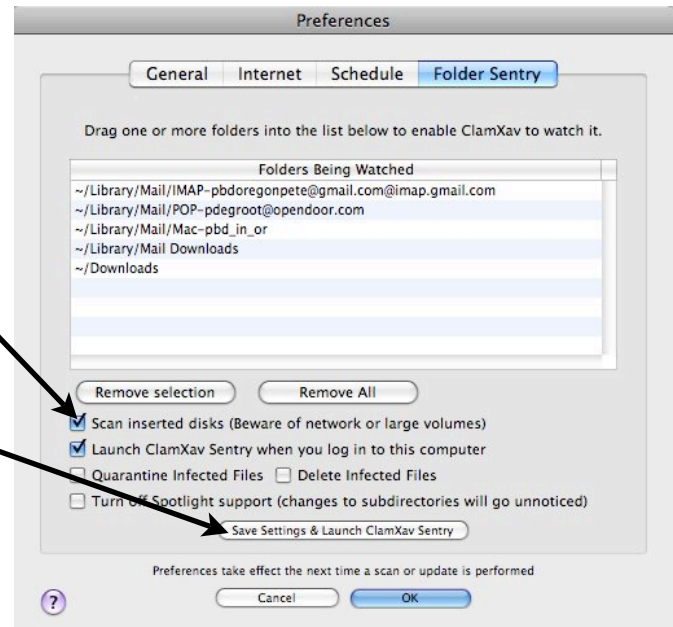 Preferences
General Internet Schedule Folder Sentry
Drag one or more folders into the list below to enable ClamXav to watch it.
Folders Being Watched
~/Library/Mail/IMAP-pbdoregonpete@gmail.com@imap.gmail.com
~/Library/Mail/POP-pdegroot@opendoor.com
~/Library/Mail/Mac-pbd_in_or
~/Library/Mail Downloads
~/Downloads
Remove selection Remove All
Scan inserted disks (Beware of network or large volumes)
Launch ClamXav Sentry when you log in to this computer
Quarantine Infected Files Delete Infected Files
Turn off Spotlight support (changes to subdirectories will go unnoticed)
Save Settings & Launch ClamXav Sentry
Preferences take effect the next time a scan or update is performed
? Cancel OK